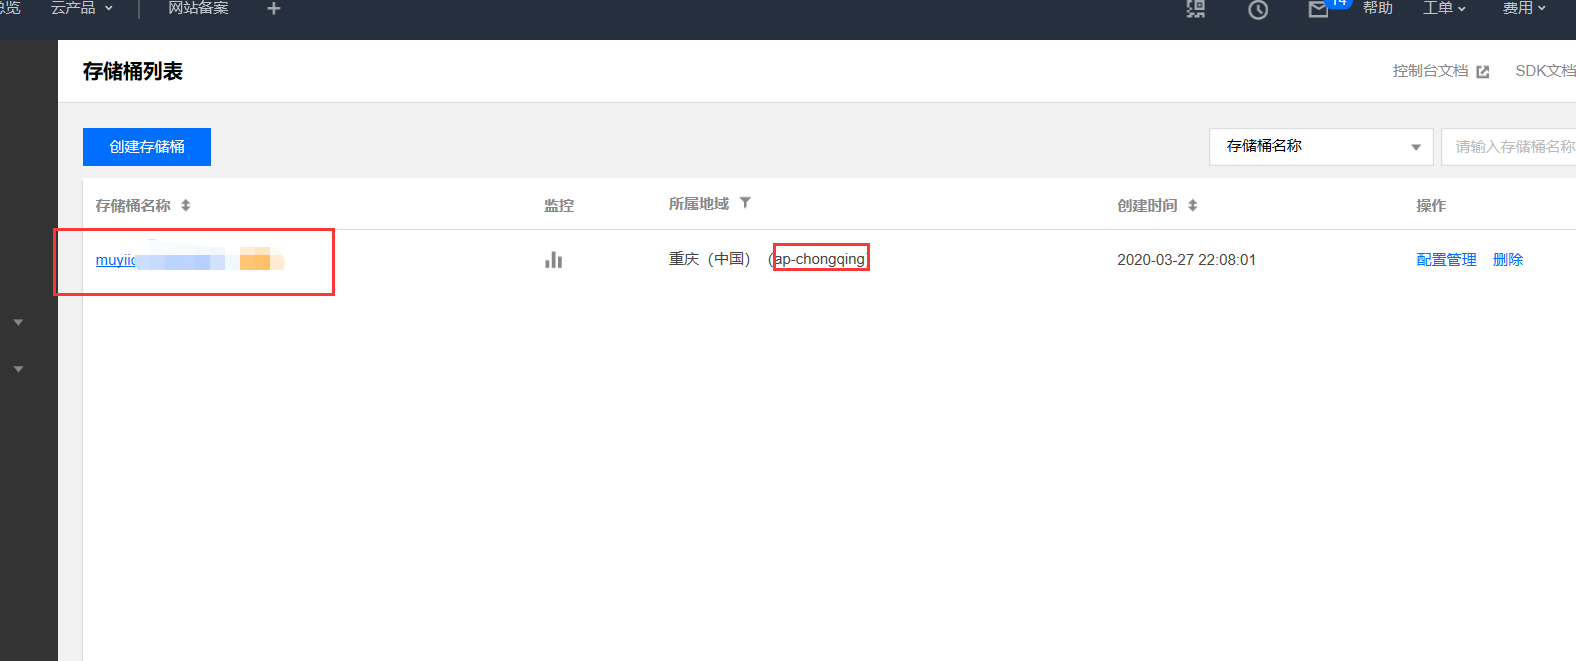 总览 云产品 网站备案 14 帮助 工单 费用
存储桶列表 控制台文档 SDK文档
创建存储桶 存储桶名称 请输入存储桶名称
存储桶名称 监控 所属地域 创建时间 操作
重庆（中国） （ap-chongqing） 2020-03-27 22:08:01 配置管理 删除